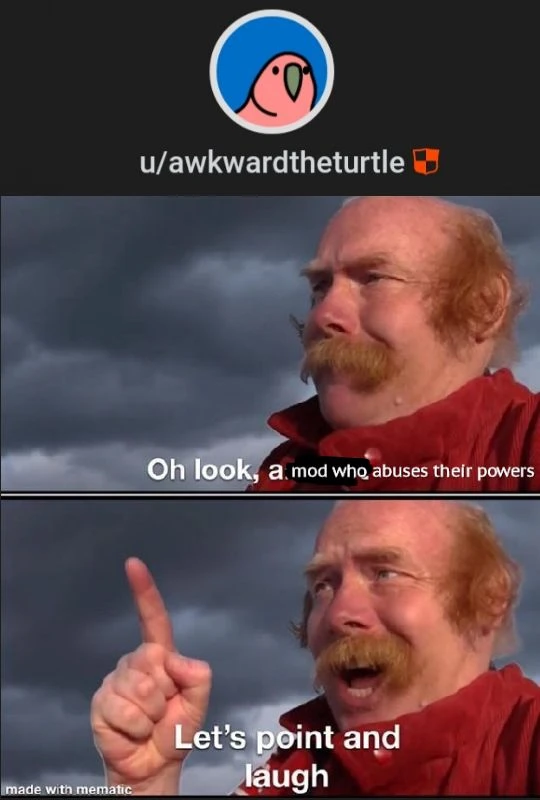 u/awkwardtheturtle
Oh look, a mod who abuses their powers
Let's point and
laugh
made with mematic